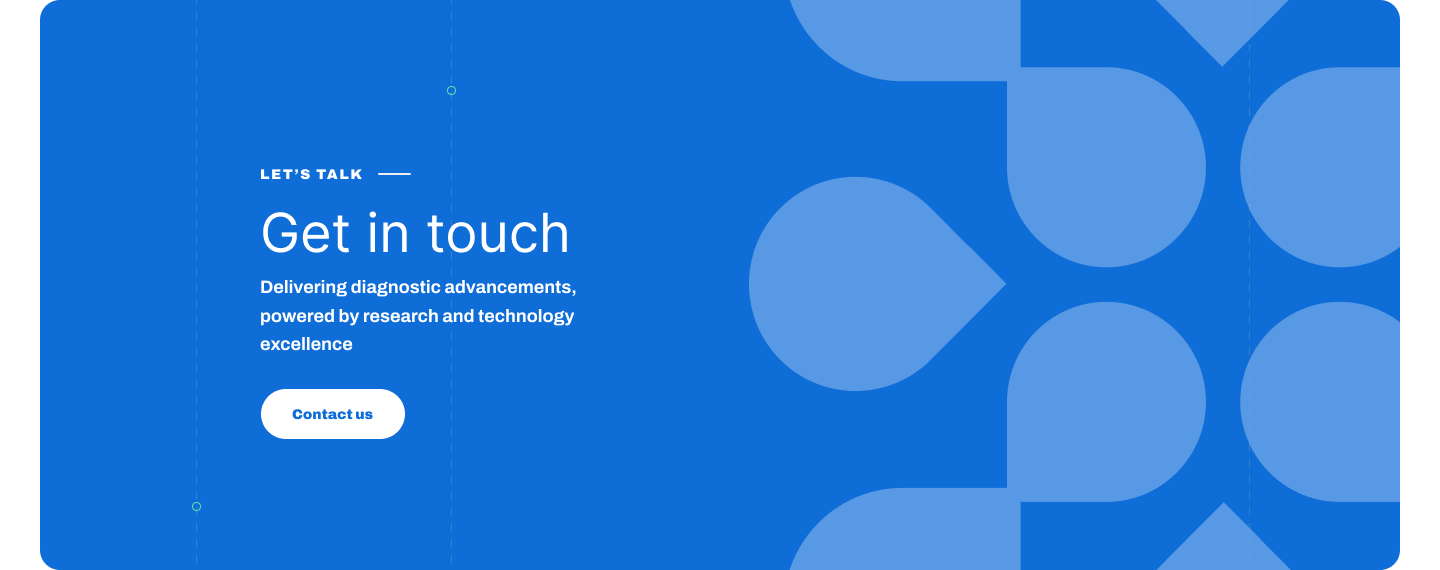 LET’S TALK
Get in touch
Delivering diagnostic advancements,
powered by research and technology
excellence
Contact us